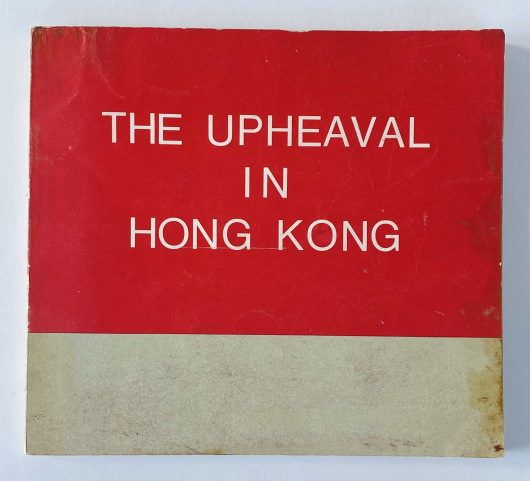 THE UPHEAVAL
IN
HONG KONG